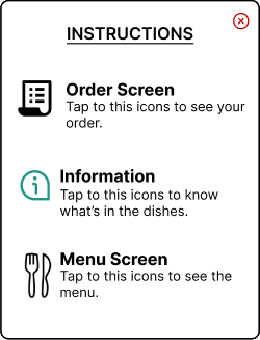 INSTRUCTIONS
Order Screen
Tap to this icons to see your
order.
Information
Tap to this icons to know
what's in the dishes.
Menu Screen
Tap to this icons to see the
menu.